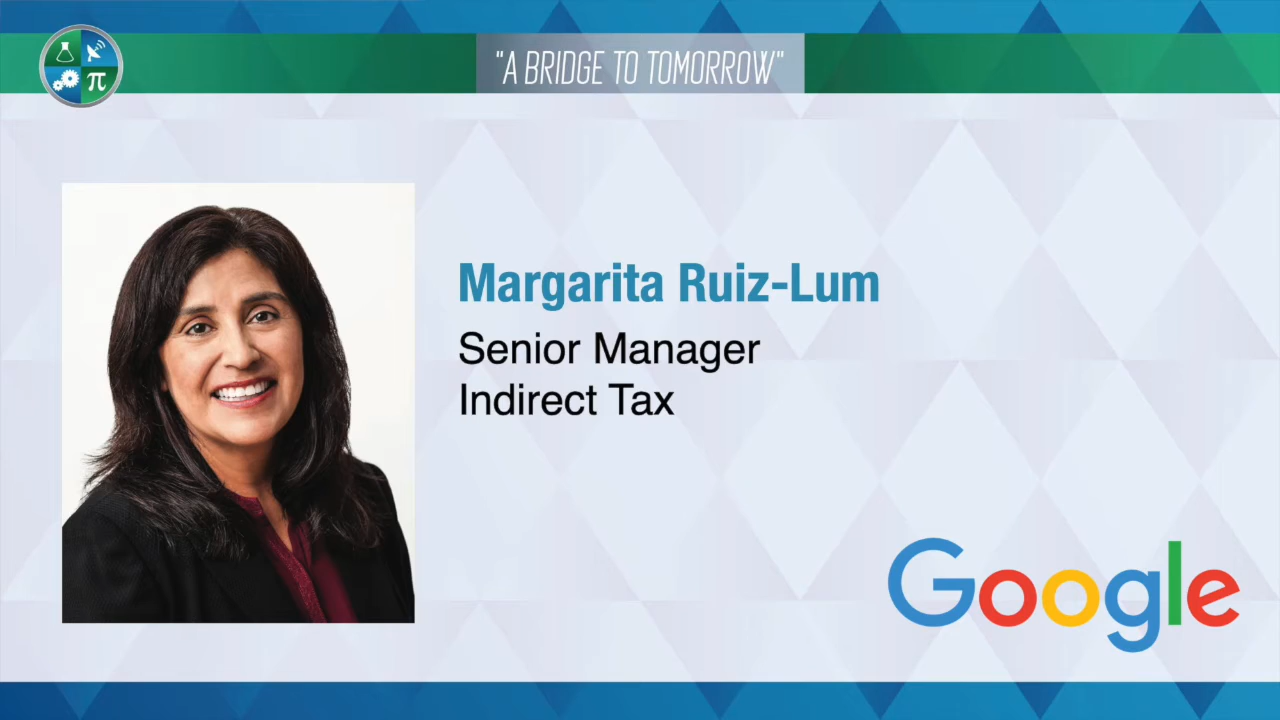 π
"A BRIDGE TO TOMORROW"
Margarita Ruiz-Lum
Senior Manager
Indirect Tax
Google